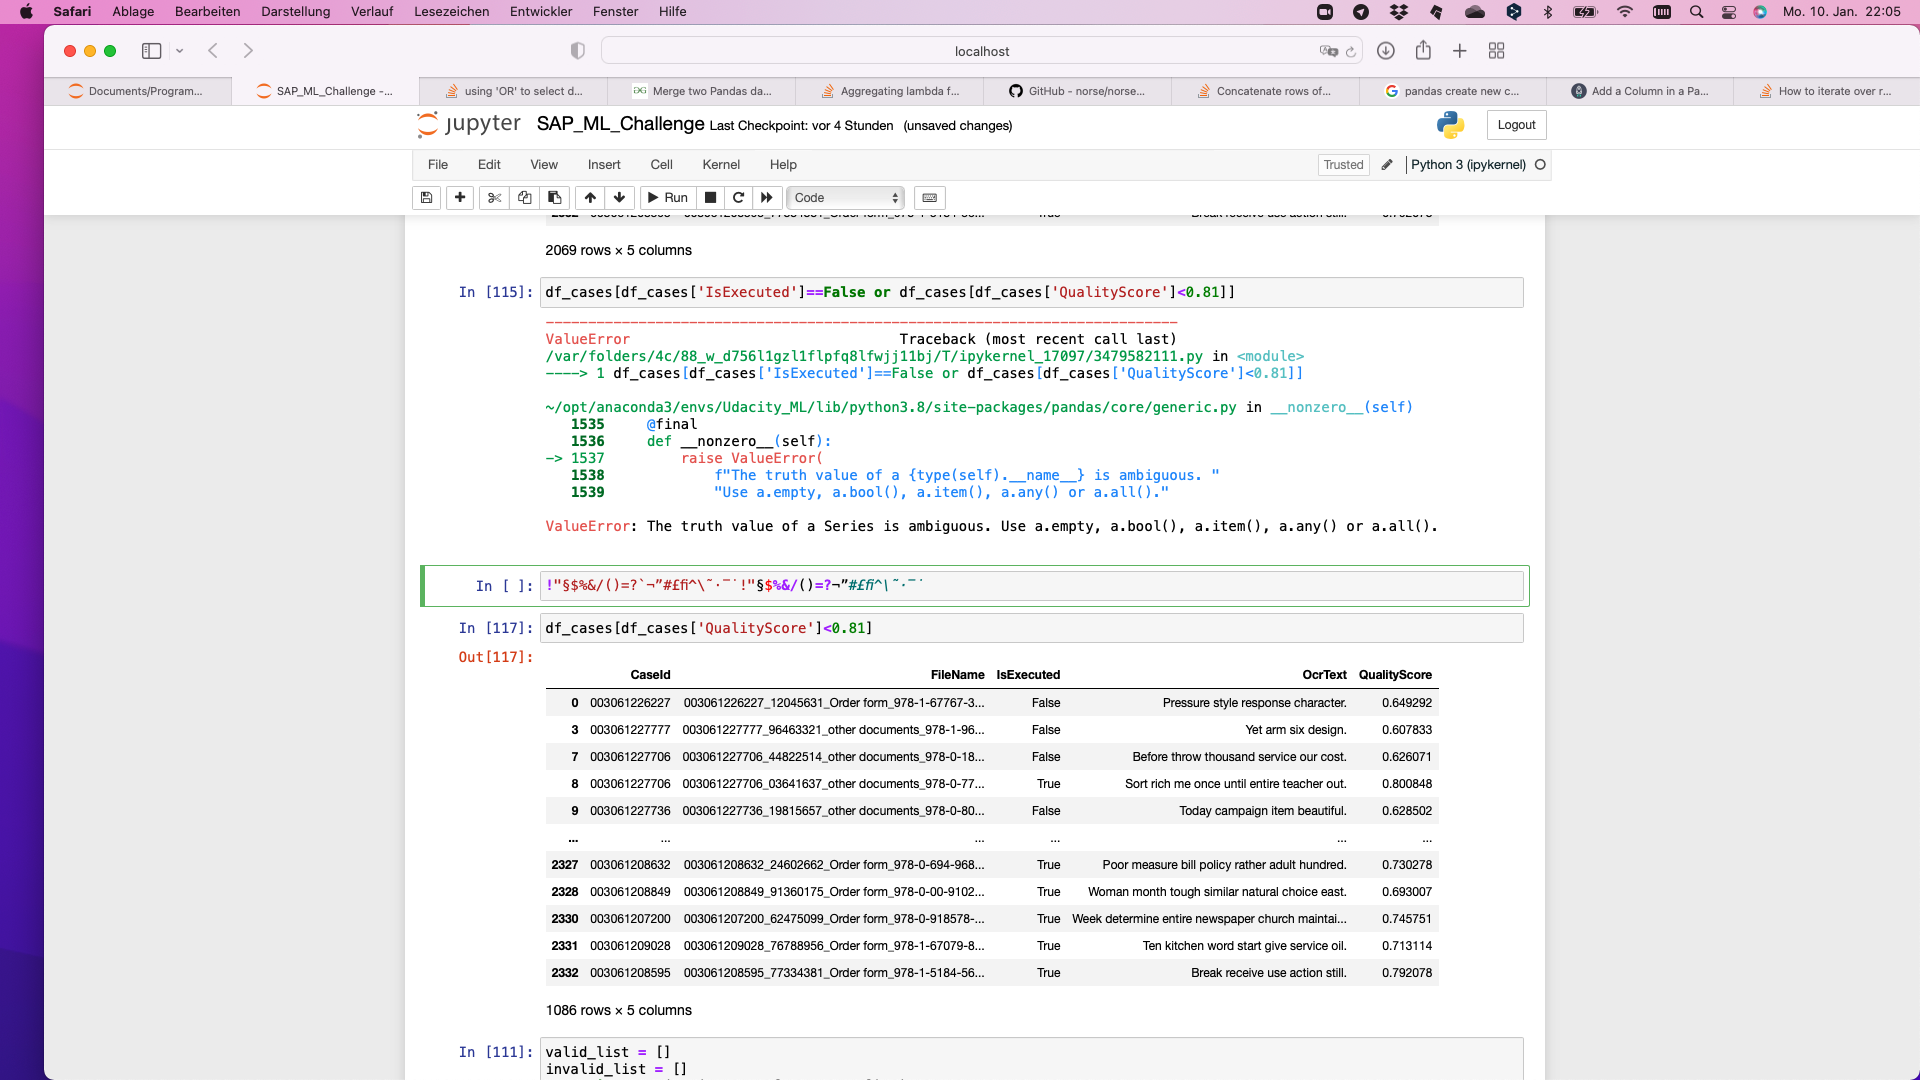 Safari Ablage Bearbeiten Darstellung Verlauf Lesezeichen Entwickler Fenster Hilfe Mo. 10. Jan. 22:05
localhost
Documents/Program... SAP_ML_Challenge -... using 'OR' to select d... Merge two Pandas da... Aggregating lambda f... GitHub - norse/norse... Concatenate rows of... pandas create new c... Add a Column in a Pa... How to iterate over r...
jupyter SAP_ML_Challenge Last Checkpoint: vor 4 Stunden (unsaved changes) Logout
File Edit View Insert Cell Kernel Help Trusted Python 3 (ipykernel)
Run Code
2069 rows × 5 columns
In [115]: df_cases[df_cases['IsExecuted']==False or df_cases[df_cases['QualityScore']<0.81]]
---------------------------------------------------------------------------
ValueError Traceback (most recent call last)
/var/folders/4c/88_w_d756l1gzl1flpfq8lfwjj11bj/T/ipykernel_17097/3479582111.py in <module>
----> 1 df_cases[df_cases['IsExecuted']==False or df_cases[df_cases['QualityScore']<0.81]]
~/opt/anaconda3/envs/Udacity_ML/lib/python3.8/site-packages/pandas/core/generic.py in __nonzero__(self)
1535 @final
1536 def __nonzero__(self):
-> 1537 raise ValueError(
1538 f"The truth value of a {type(self).__name__} is ambiguous. "
1539 "Use a.empty, a.bool(), a.item(), a.any() or a.all()."
ValueError: The truth value of a Series is ambiguous. Use a.empty, a.bool(), a.item(), a.any() or a.all().
In [ ]: !"§$%&/()=?`¬”#£ﬁ^\˜·¯˙!"§$%&/()=?¬”#£ﬁ^\˜·¯˙
In [117]: df_cases[df_cases['QualityScore']<0.81]
Out[117]:
CaseId FileName IsExecuted OcrText QualityScore
0 003061226227 003061226227_12045631_Order form_978-1-67767-3... False Pressure style response character. 0.649292
3 003061227777 003061227777_96463321_other documents_978-1-96... False Yet arm six design. 0.607833
7 003061227706 003061227706_44822514_other documents_978-0-18... False Before throw thousand service our cost. 0.626071
8 003061227706 003061227706_03641637_other documents_978-0-77... True Sort rich me once until entire teacher out. 0.800848
9 003061227736 003061227736_19815657_other documents_978-0-80... False Today campaign item beautiful. 0.628502
... ... ... ... ... ...
2327 003061208632 003061208632_24602662_Order form_978-0-694-968... True Poor measure bill policy rather adult hundred. 0.730278
2328 003061208849 003061208849_91360175_Order form_978-0-00-9102... True Woman month tough similar natural choice east. 0.693007
2330 003061207200 003061207200_62475099_Order form_978-0-918578-... True Week determine entire newspaper church maintai... 0.745751
2331 003061209028 003061209028_76788956_Order form_978-1-67079-8... True Ten kitchen word start give service oil. 0.713114
2332 003061208595 003061208595_77334381_Order form_978-1-5184-56... True Break receive use action still. 0.792078
1086 rows × 5 columns
In [111]: valid_list = []
invalid_list = []